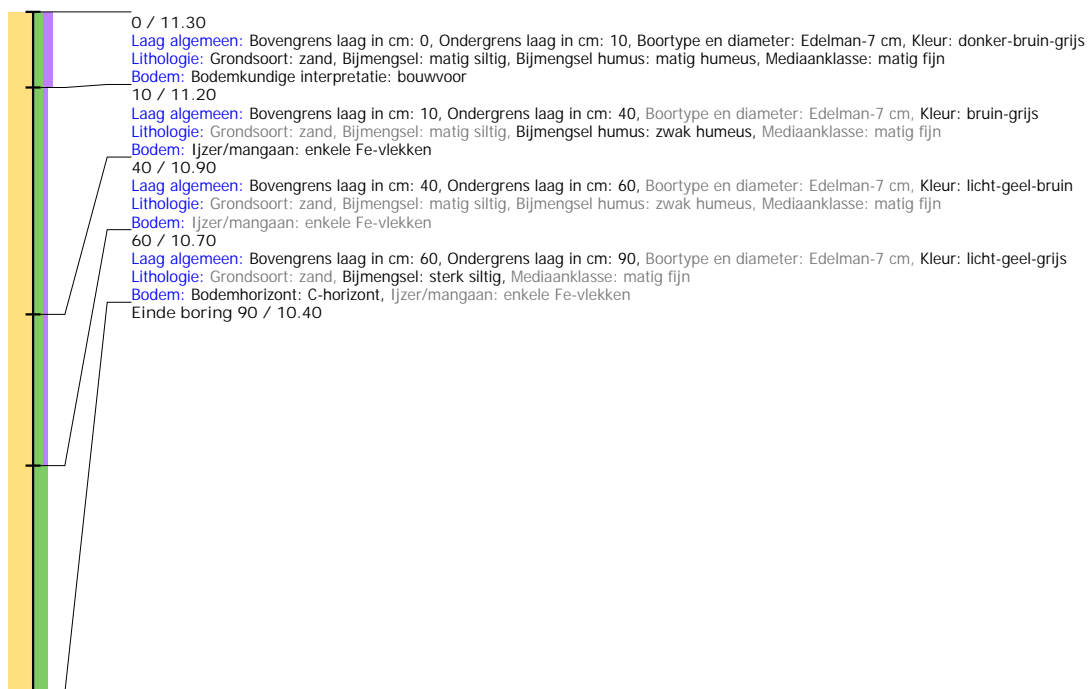 0 / 11.30
Laag algemeen: Bovengrens laag in cm: 0, Ondergrens laag in cm: 10, Boortype en diameter: Edelman-7 cm, Kleur: donker-bruin-grijs
Lithologie: Grondsoort: zand, Bijmengsel: matig siltig, Bijmengsel humus: matig humeus, Mediaanklasse: matig fijn
Bodem: Bodemkundige interpretatie: bouwvoor
10 / 11.20
Laag algemeen: Bovengrens laag in cm: 10, Ondergrens laag in cm: 40, Boortype en diameter: Edelman-7 cm, Kleur: bruin-grijs
Lithologie: Grondsoort: zand, Bijmengsel: matig siltig, Bijmengsel humus: zwak humeus, Mediaanklasse: matig fijn
Bodem: Ijzer/mangaan: enkele Fe-vlekken
40 / 10.90
Laag algemeen: Bovengrens laag in cm: 40, Ondergrens laag in cm: 60, Boortype en diameter: Edelman-7 cm, Kleur: licht-geel-bruin
Lithologie: Grondsoort: zand, Bijmengsel: matig siltig, Bijmengsel humus: zwak humeus, Mediaanklasse: matig fijn
Bodem: Ijzer/mangaan: enkele Fe-vlekken
60 / 10.70
Laag algemeen: Bovengrens laag in cm: 60, Ondergrens laag in cm: 90, Boortype en diameter: Edelman-7 cm, Kleur: licht-geel-grijs
Lithologie: Grondsoort: zand, Bijmengsel: sterk siltig, Mediaanklasse: matig fijn
Bodem: Bodemhorizont: C-horizont, Ijzer/mangaan: enkele Fe-vlekken
Einde boring 90 / 10.40